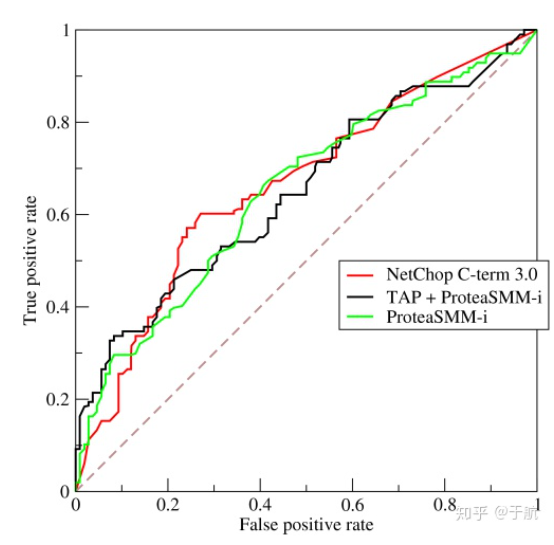 1
0.8
0.6
0.4
0.2
0
True positive rate
NetChop C-term 3.0
TAP + ProteaSMM-i
ProteaSMM-i
0 0.2 0.4 0.6 0.8 1
False positive rate
知乎 @于航